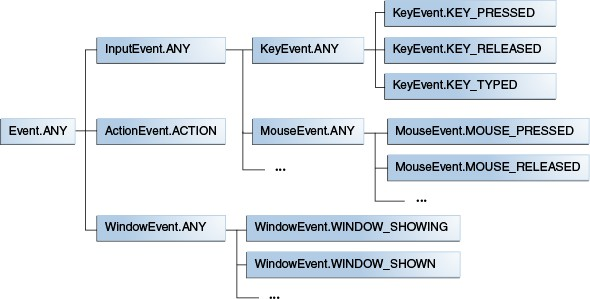 KeyEvent.KEY_PRESSED
InputEvent.ANY
KeyEvent.ANY
KeyEvent.KEY_RELEASED
KeyEvent.KEY_TYPED
Event.ANY
ActionEvent.ACTION
MouseEvent.ANY
MouseEvent.MOUSE_PRESSED
...
MouseEvent.MOUSE_RELEASED
...
WindowEvent.ANY
WindowEvent.WINDOW_SHOWING
WindowEvent.WINDOW_SHOWN
...